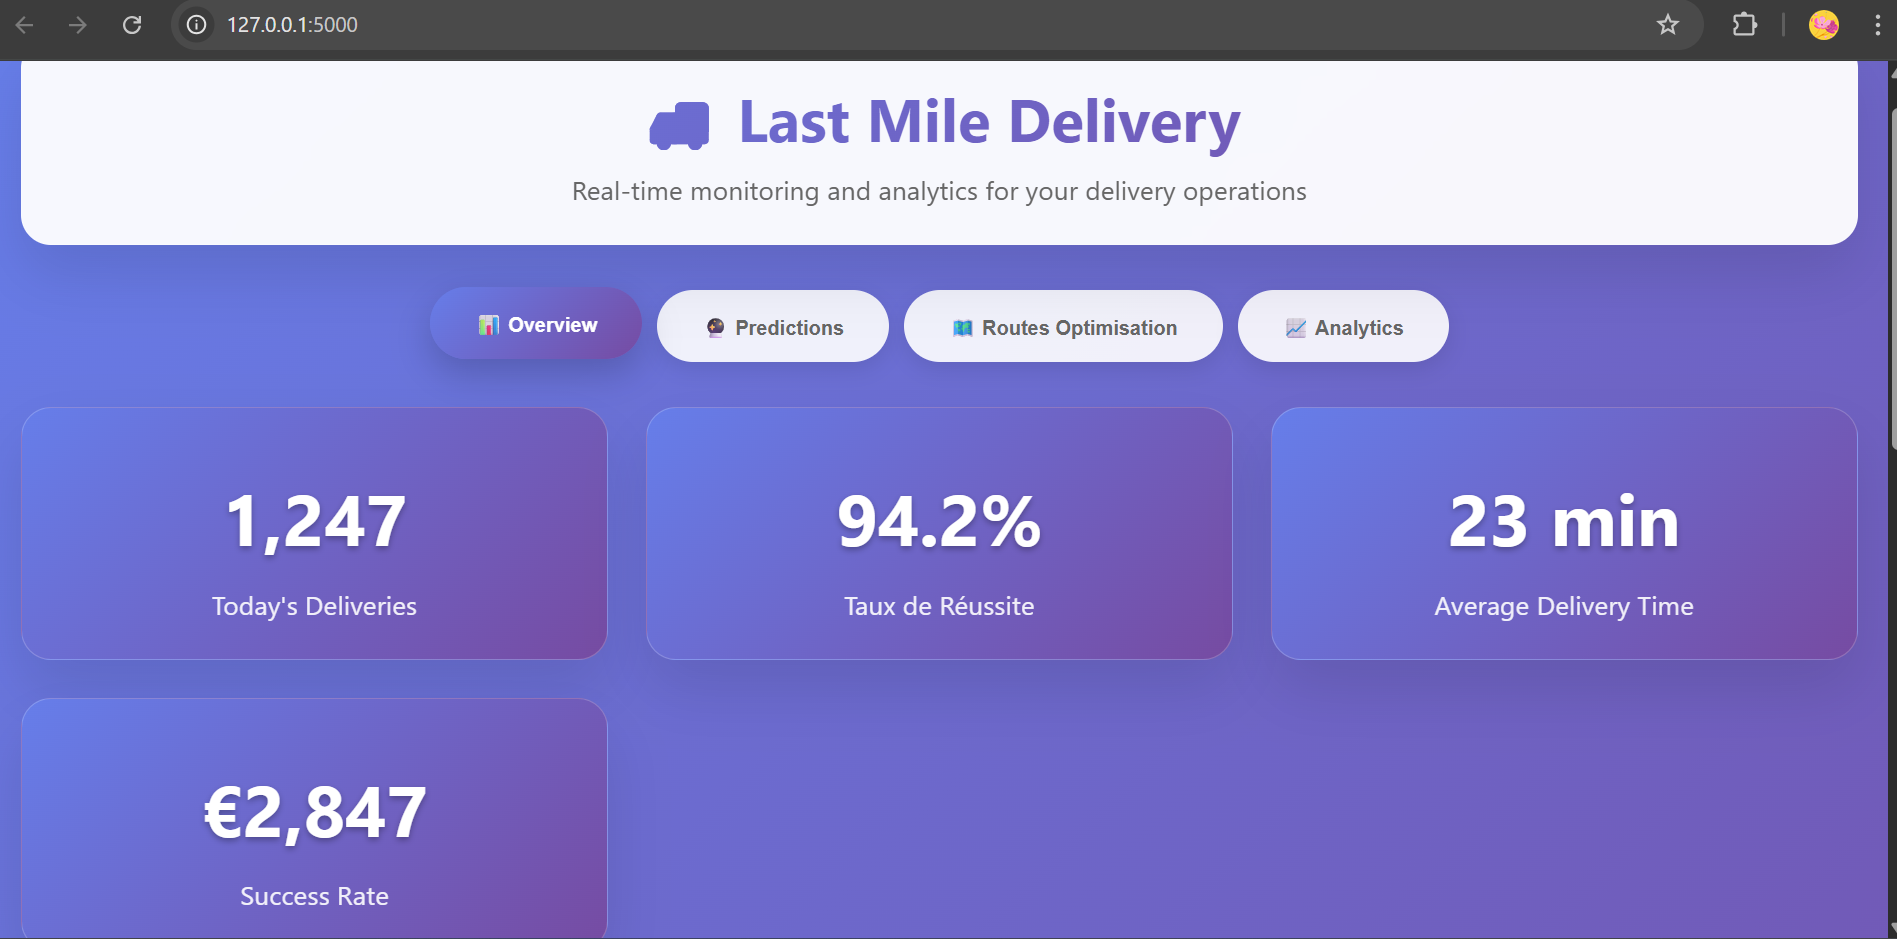 127.0.0.1:5000
Last Mile Delivery
Real-time monitoring and analytics for your delivery operations
Overview
Predictions
Routes Optimisation
Analytics
1,247
Today's Deliveries
94.2%
Taux de Réussite
23 min
Average Delivery Time
€2,847
Success Rate